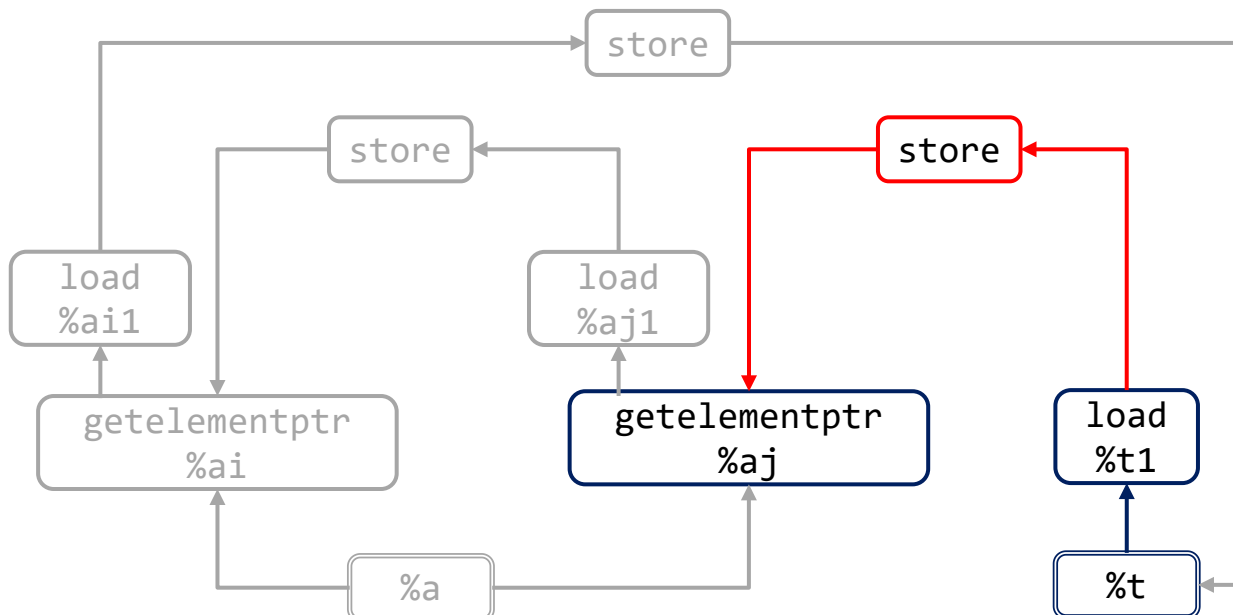 store
store
store
load
%ai1
load
%aj1
getelementptr
%ai
getelementptr
%aj
load
%t1
%a
%t